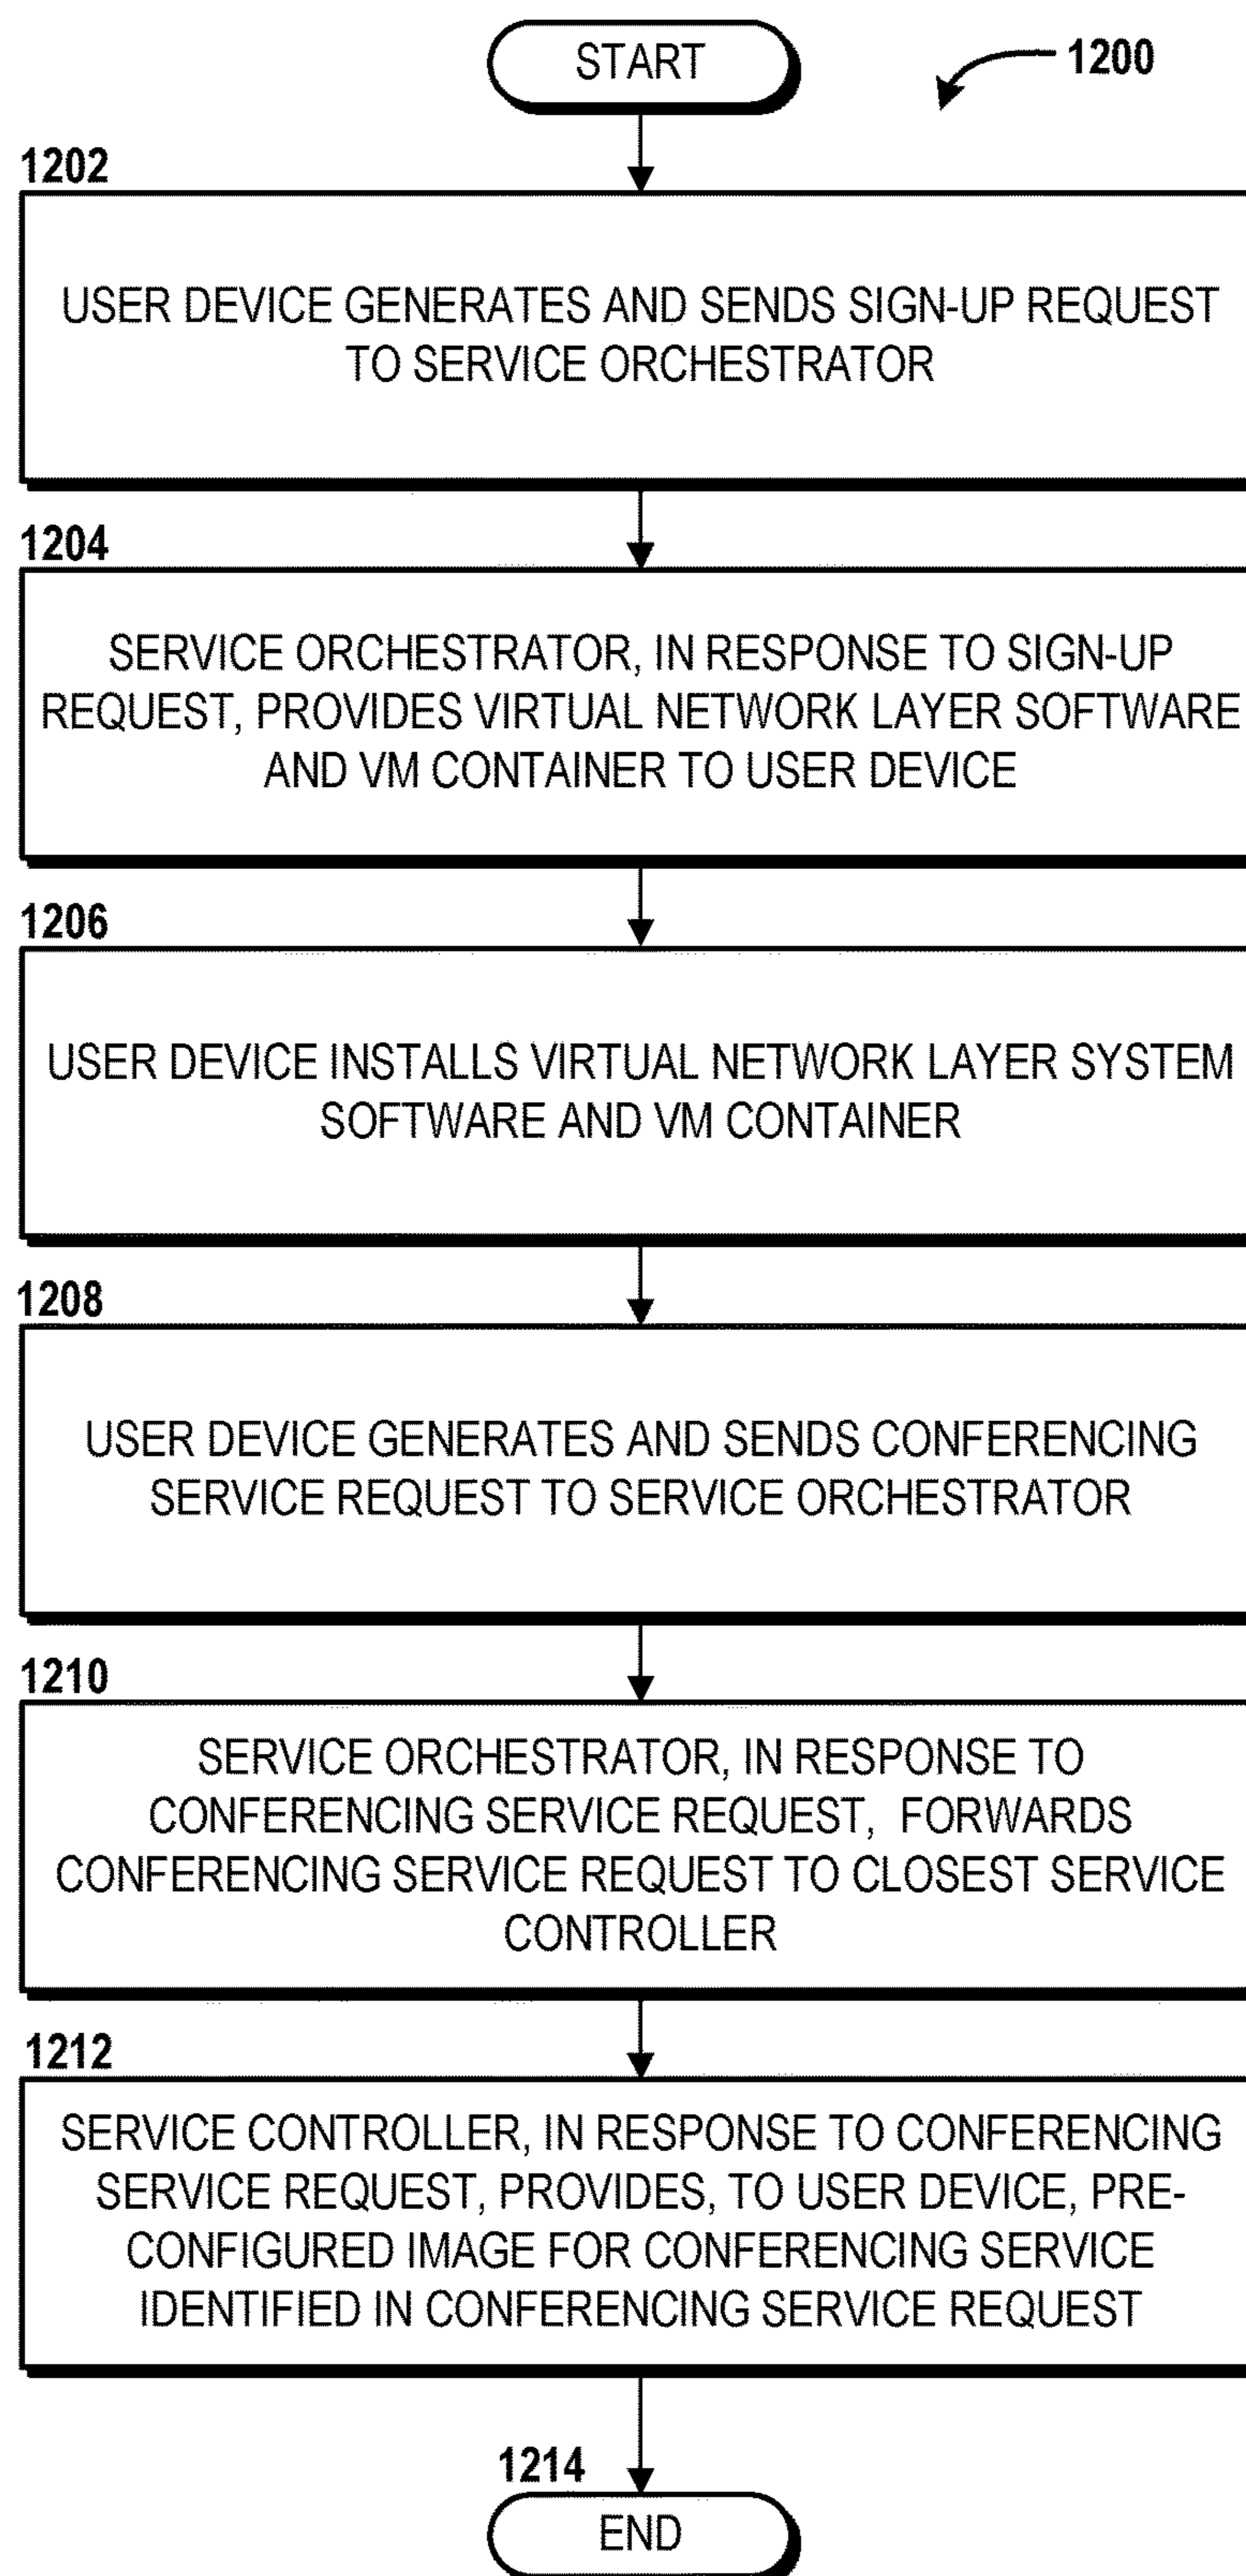 START
1200
1202
USER DEVICE GENERATES AND SENDS SIGN-UP REQUEST
TO SERVICE ORCHESTRATOR
1204
SERVICE ORCHESTRATOR, IN RESPONSE TO SIGN-UP
REQUEST, PROVIDES VIRTUAL NETWORK LAYER SOFTWARE
AND VM CONTAINER TO USER DEVICE
1206
USER DEVICE INSTALLS VIRTUAL NETWORK LAYER SYSTEM
SOFTWARE AND VM CONTAINER
1208
USER DEVICE GENERATES AND SENDS CONFERENCING
SERVICE REQUEST TO SERVICE ORCHESTRATOR
1210
SERVICE ORCHESTRATOR, IN RESPONSE TO
CONFERENCING SERVICE REQUEST, FORWARDS
CONFERENCING SERVICE REQUEST TO CLOSEST SERVICE
CONTROLLER
1212
SERVICE CONTROLLER, IN RESPONSE TO CONFERENCING
SERVICE REQUEST, PROVIDES, TO USER DEVICE, PRE-
CONFIGURED IMAGE FOR CONFERENCING SERVICE
IDENTIFIED IN CONFERENCING SERVICE REQUEST
1214
END